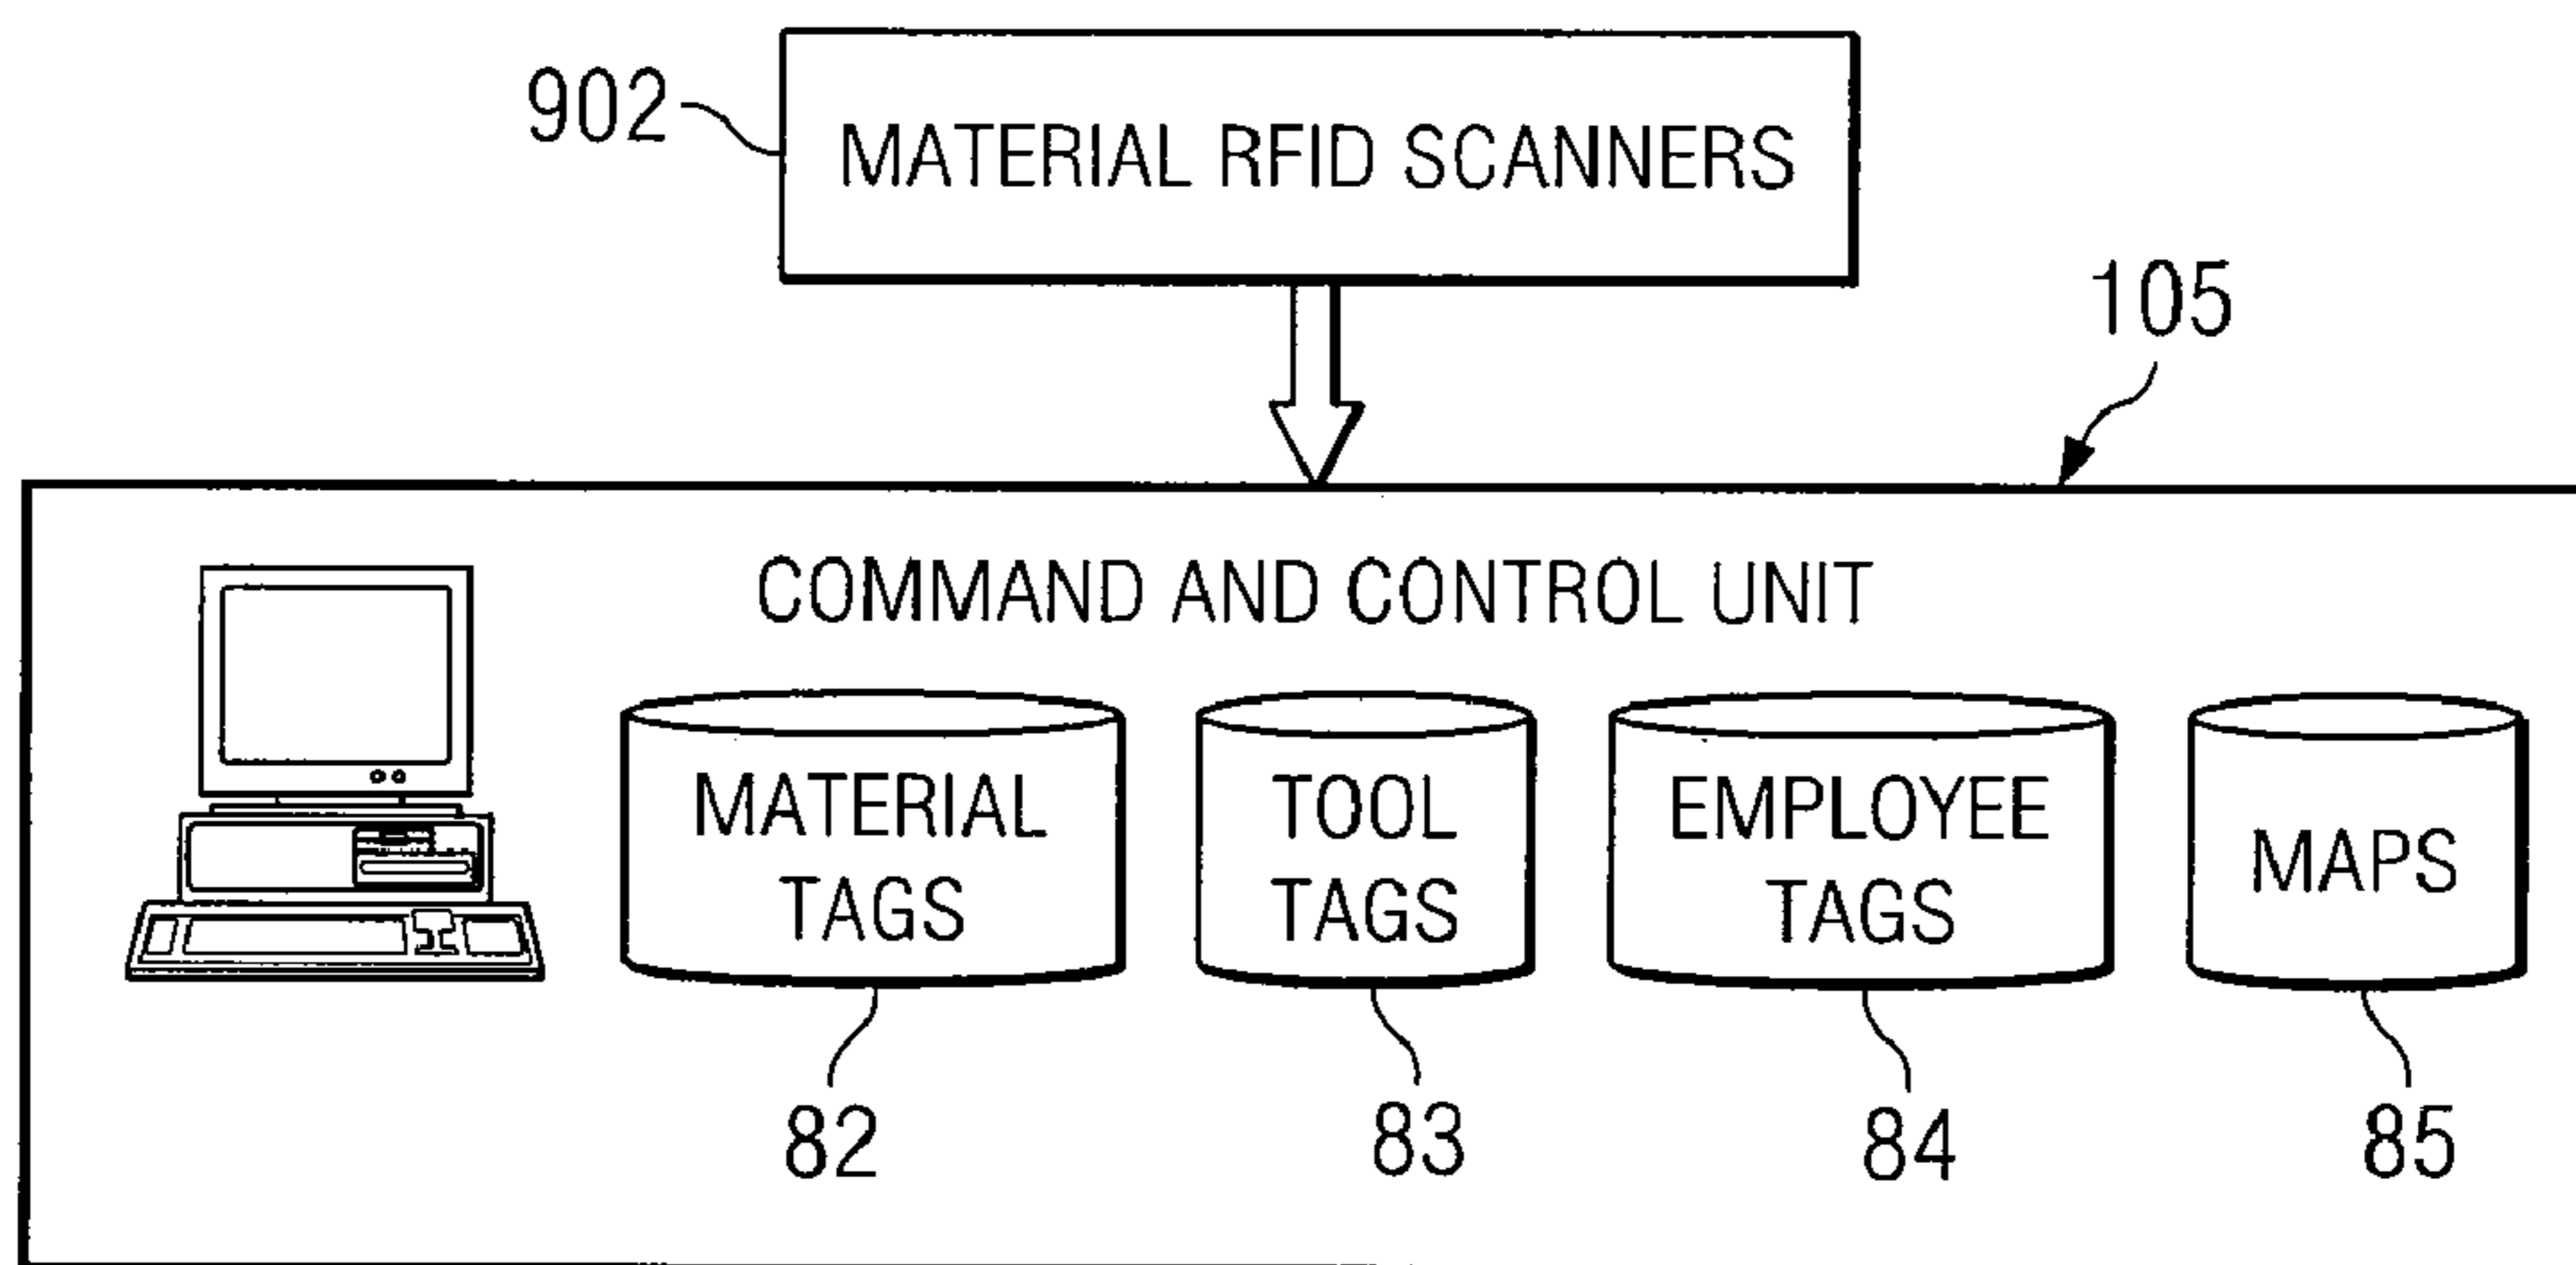 902
MATERIAL RFID SCANNERS
105
COMMAND AND CONTROL UNIT
MATERIAL
TAGS
TOOL
TAGS
EMPLOYEE
TAGS
MAPS
82
83
84
85